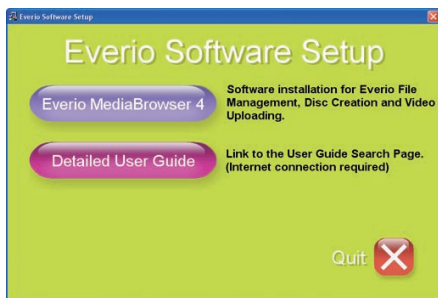 Everio Software Setup
Everio Software Setup
Everio MediaBrowser 4
Software installation for Everio File
Management, Disc Creation and Video
Uploading.
Detailed User Guide
Link to the User Guide Search Page.
(Internet connection required)
Quit